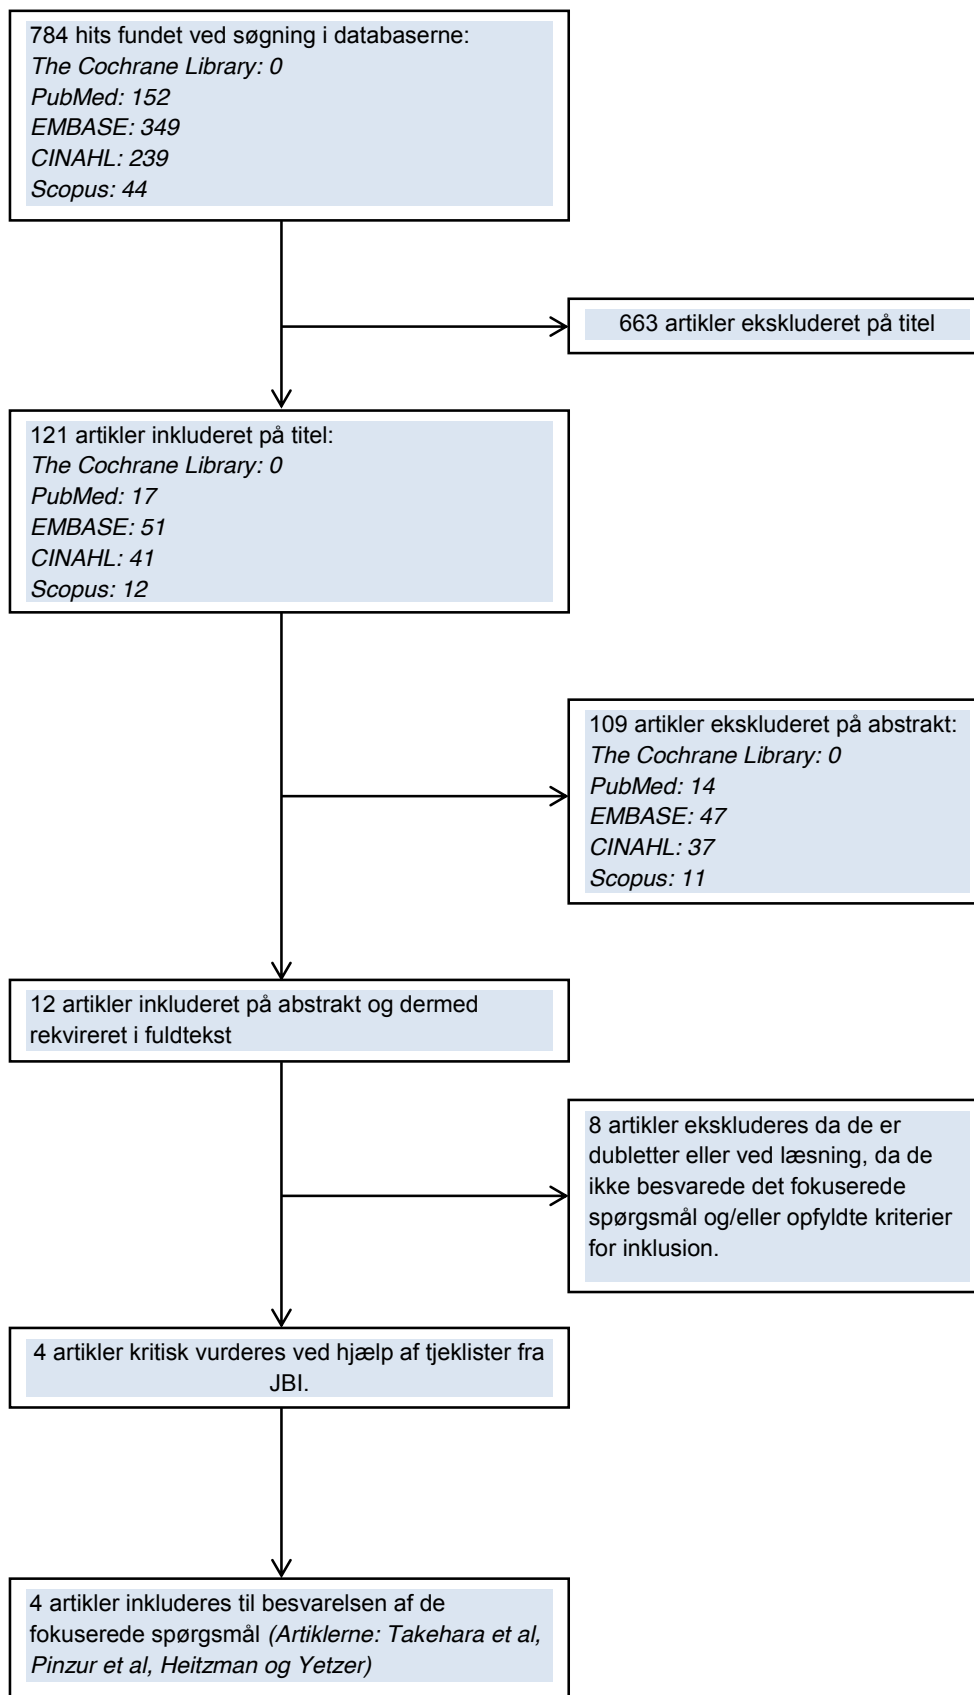 784 hits fundet ved søgning i databaserne:
The Cochrane Library: 0
PubMed: 152
EMBASE: 349
CINAHL: 239
Scopus: 44
663 artikler ekskluderet på titel
121 artikler inkluderet på titel:
The Cochrane Library: 0
PubMed: 17
EMBASE: 51
CINAHL: 41
Scopus: 12
109 artikler ekskluderet på abstrakt:
The Cochrane Library: 0
PubMed: 14
EMBASE: 47
CINAHL: 37
Scopus: 11
12 artikler inkluderet på abstrakt og dermed
rekvireret i fuldtekst
8 artikler ekskluderes da de er
dubletter eller ved læsning, da de
ikke besvarede det fokuserede
spørgsmål og/eller opfyldte kriterier
for inklusion.
4 artikler kritisk vurderes ved hjælp af tjeklister fra
JBI.
4 artikler inkluderes til besvarelsen af de
fokuserede spørgsmål (Artiklerne: Takehara et al,
Pinzur et al, Heitzman og Yetzer)